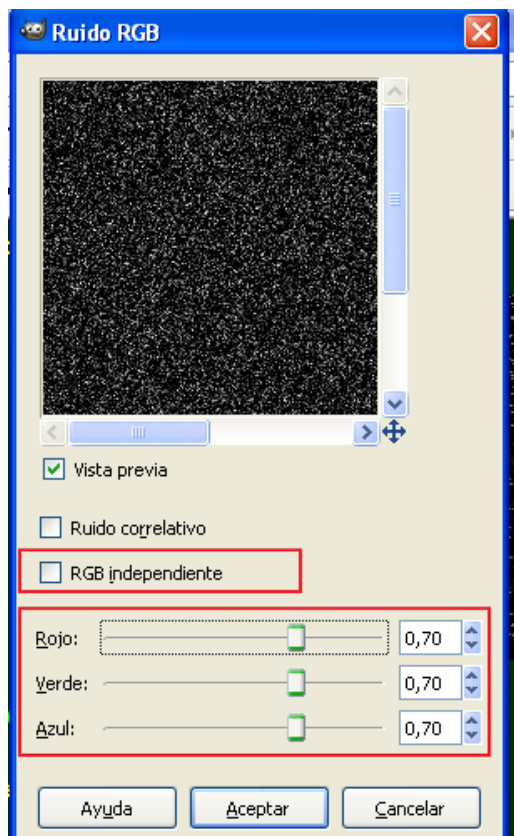 Ruido RGB
Vista previa
Ruido correlativo
RGB independiente
Rojo: 0,70
Verde: 0,70
Azul: 0,70
Ayuda Aceptar Cancelar